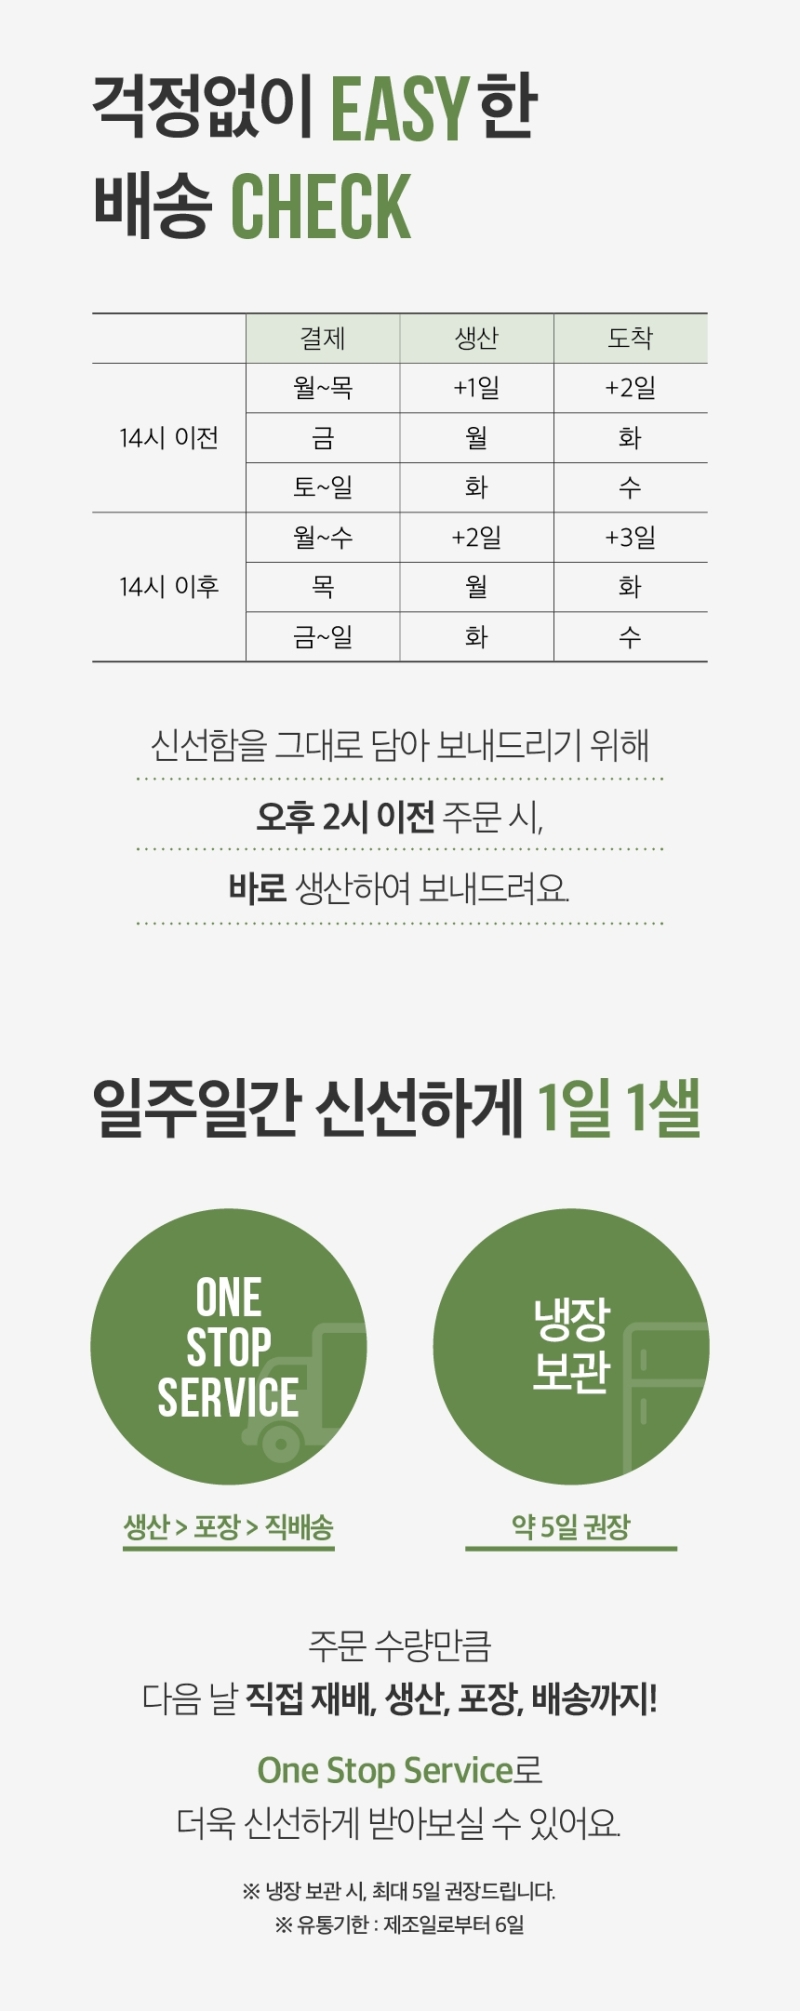 걱정없이 EASY한
배송 CHECK
결제 생산 도착
14시 이전
월~목 +1일 +2일
금 월 화
토~일 화 수
14시 이후
월~수 +2일 +3일
목 월 화
금~일 화 수
신선함을 그대로 담아 보내드리기 위해
오후 2시 이전 주문 시,
바로 생산하여 보내드려요.
일주일간 신선하게 1일 1샐
ONE
STOP
SERVICE
생산 > 포장 > 직배송
냉장
보관
약 5일 권장
주문 수량만큼
다음 날 직접 재배, 생산, 포장, 배송까지!
One Stop Service로
더욱 신선하게 받아보실 수 있어요.
※ 냉장 보관 시, 최대 5일 권장드립니다.
※ 유통기한 : 제조일로부터 6일